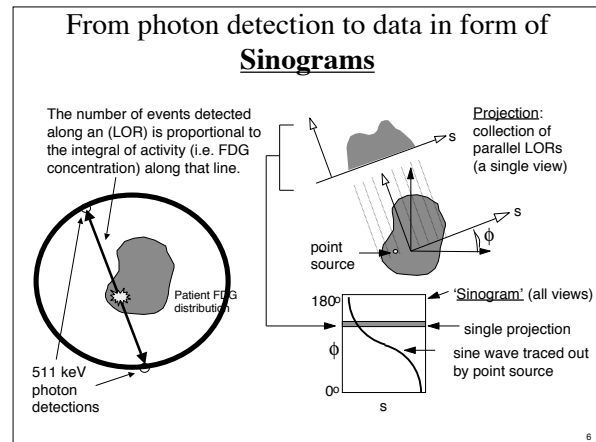 From photon detection to data in form of
Sinograms
The number of events detected
along an (LOR) is proportional to
the integral of activity (i.e. FDG
concentration) along that line.
Patient FDG
distribution
511 keV
photon
detections
s
Projection:
collection of
parallel LORs
(a single view)
s
ϕ
point
source
180º
ϕ
0º
s
'Sinogram' (all views)
single projection
sine wave traced out
by point source
6